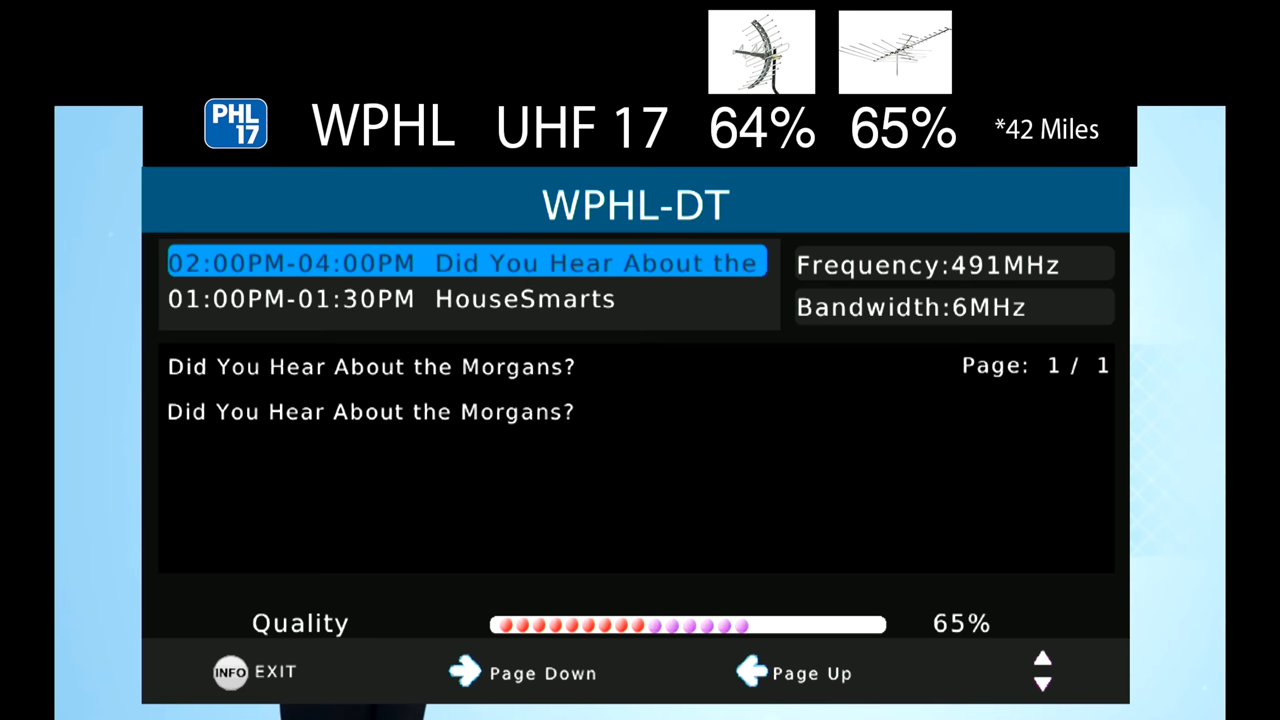 PHL
17
WPHL UHF 17 64% 65% *42 Miles
WPHL-DT
02:00PM-04:00PM Did You Hear About the
01:00PM-01:30PM HouseSmarts
Frequency:491MHz
Bandwidth:6MHz
Did You Hear About the Morgans?
Page: 1 / 1
Did You Hear About the Morgans?
Quality 65%
INFO EXIT Page Down Page Up